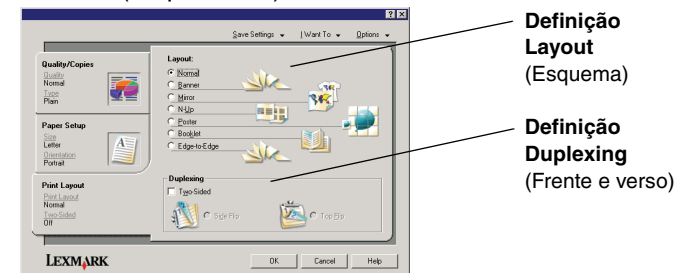 Save Settings
I Want To
Options
Quality/Copies
Quality
Normal
Type
Plain
Paper Setup
Size
Letter
Orientation
Portrait
Print Layout
Print Layout
Normal
Two-Sided
Off
Layout:
Normal
Banner
Mirror
N-Up
Poster
Booklet
Edge-to-Edge
Duplexing
Two-Sided
Side Flip
Top Flip
LEXMARK
OK
Cancel
Help
Definição
Layout
(Esquema)
Definição
Duplexing
(Frente e verso)